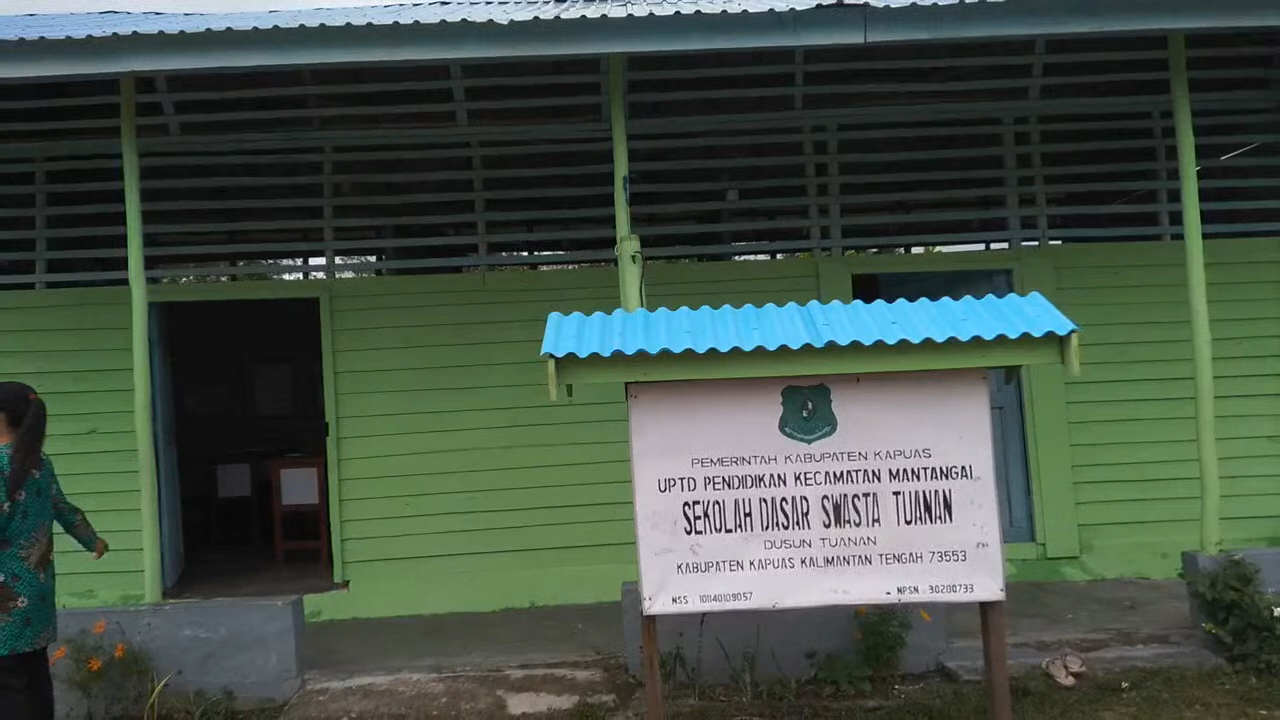 PEMERINTAH KABUPATEN KAPUAS
UPTD PENDIDIKAN KECAMATAN MANTANGAI
SEKOLAH DASAR SWASTA TUANAN
DUSUN TUANAN
KABUPATEN KAPUAS KALIMANTAN TENGAH 73553
NSS : 101140109057 NPSN : 30200733